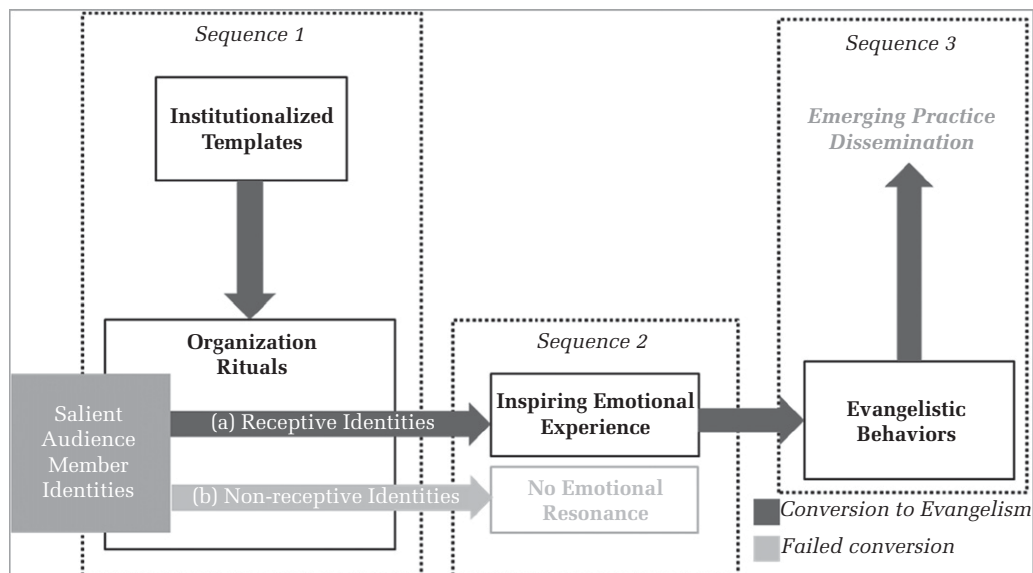 Sequence 1
Institutionalized
Templates
Organization
Rituals
Salient
Audience
Member
Identities
(a) Receptive Identities
(b) Non-receptive Identities
Sequence 2
Inspiring Emotional
Experience
No Emotional
Resonance
Sequence 3
Emerging Practice
Dissemination
Evangelistic
Behaviors
Conversion to Evangelism
Failed conversion